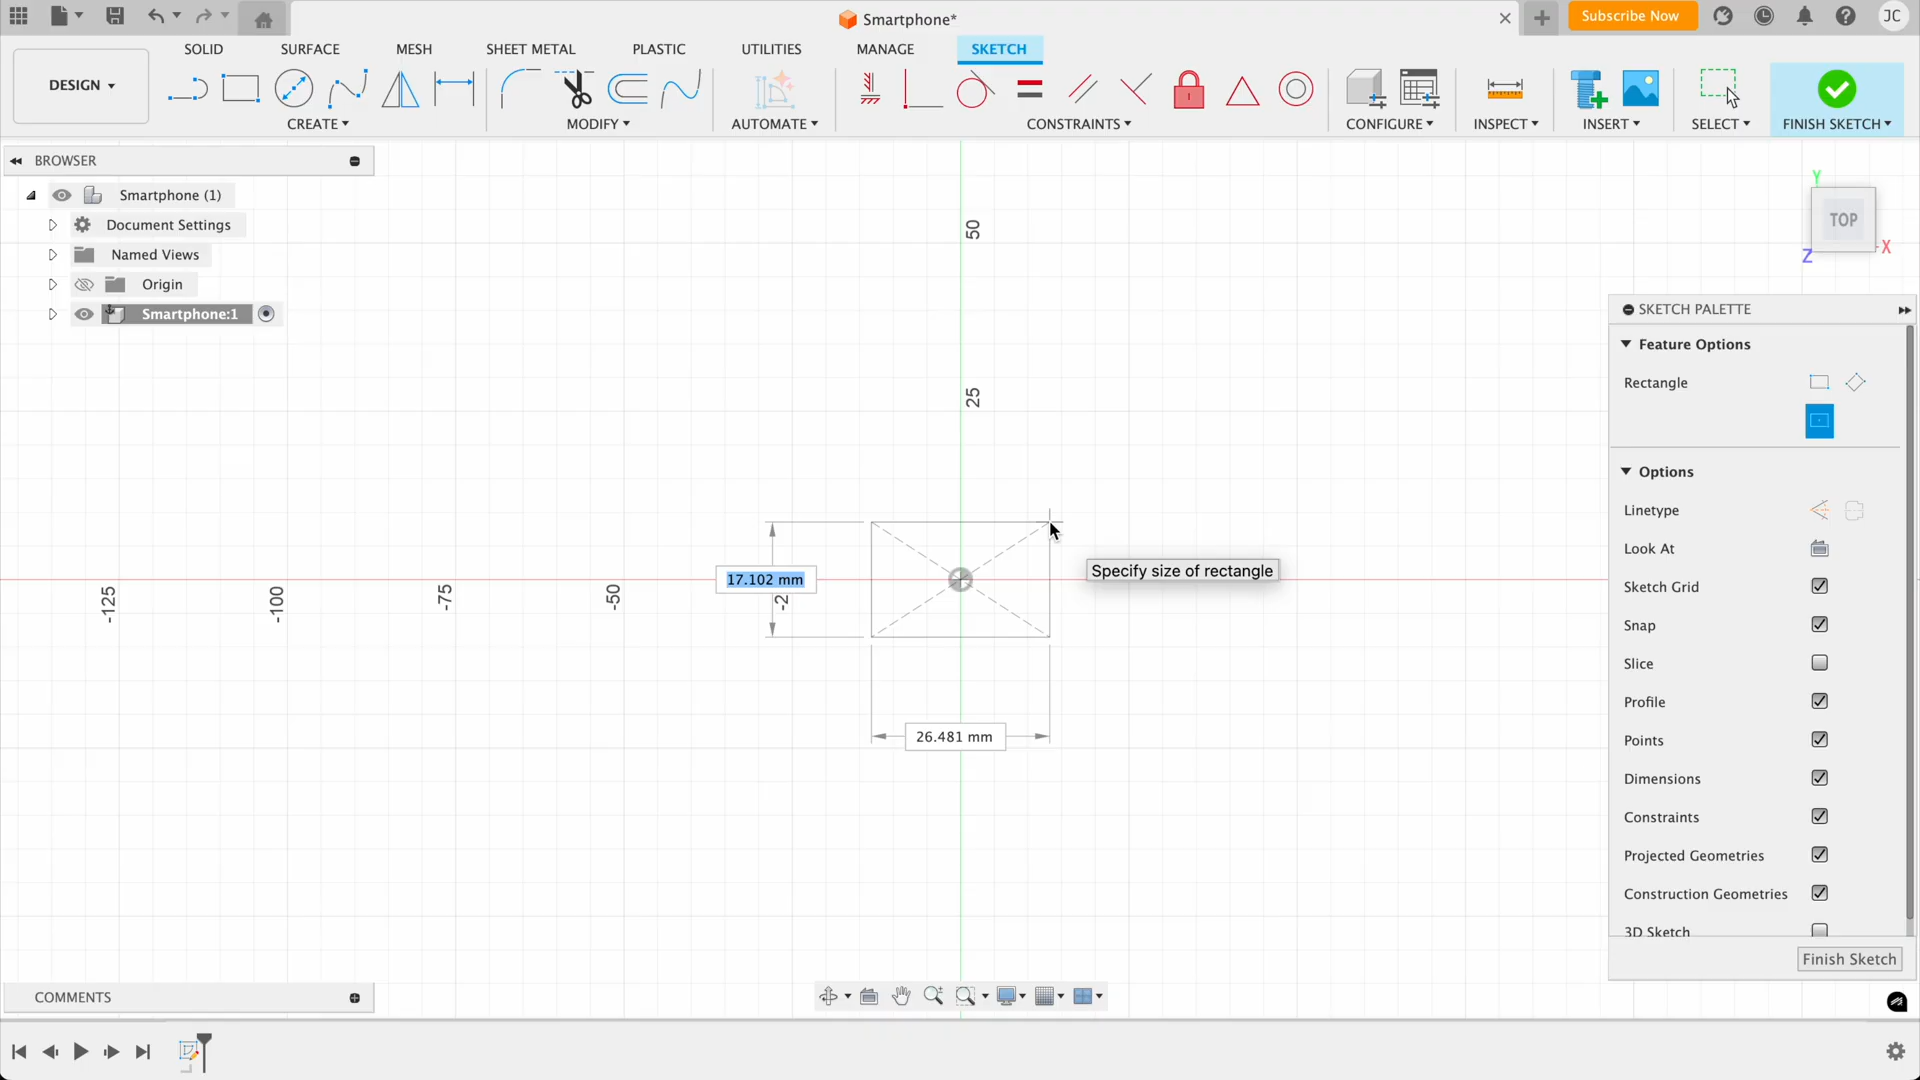 Smartphone*
Subscribe Now
JC
DESIGN
SOLID
SURFACE
MESH
SHEET METAL
PLASTIC
UTILITIES
MANAGE
SKETCH
CREATE
MODIFY
AUTOMATE
CONSTRAINTS
CONFIGURE
INSPECT
INSERT
SELECT
FINISH SKETCH
BROWSER
Smartphone (1)
Document Settings
Named Views
Origin
Smartphone:1
50
25
-125
-100
-75
-50
-2
17.102 mm
26.481 mm
Specify size of rectangle
Y
TOP
X
Z
SKETCH PALETTE
Feature Options
Rectangle
Options
Linetype
Look At
Sketch Grid
Snap
Slice
Profile
Points
Dimensions
Constraints
Projected Geometries
Construction Geometries
3D Sketch
Finish Sketch
COMMENTS